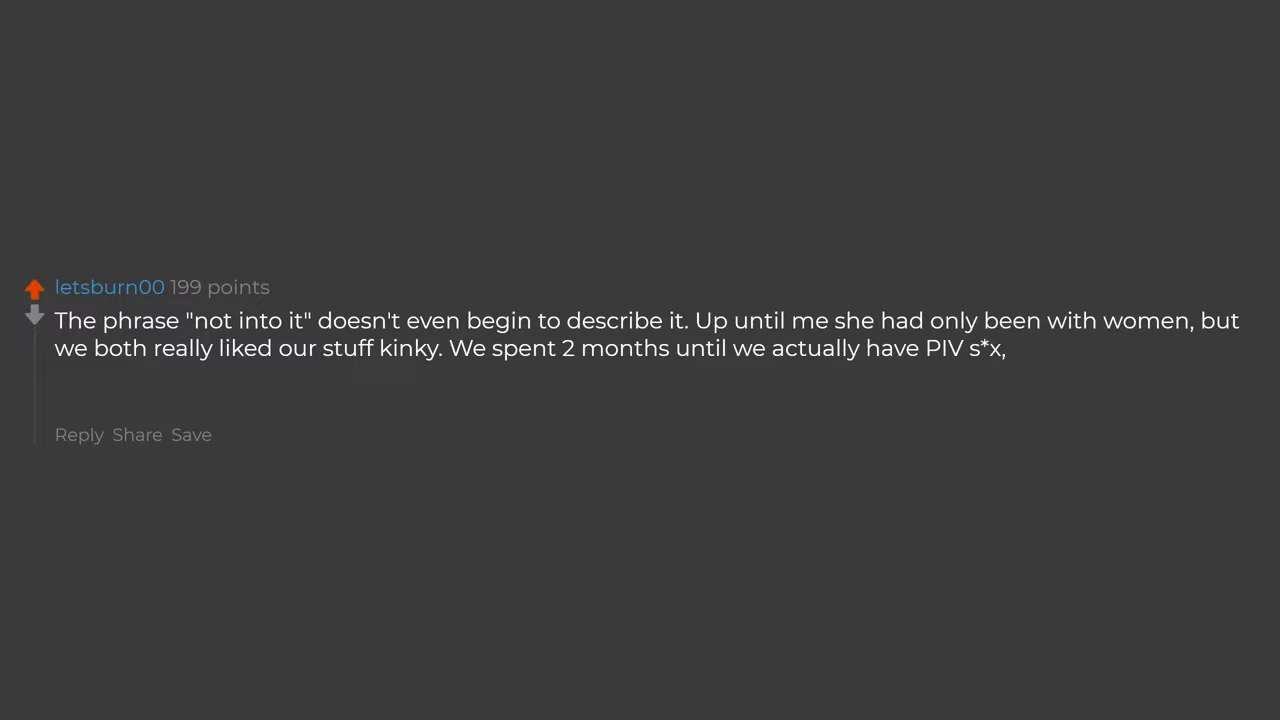 letsburn00 199 points
The phrase "not into it" doesn't even begin to describe it. Up until me she had only been with women, but
we both really liked our stuff kinky. We spent 2 months until we actually have PIV s*x,
Reply Share Save